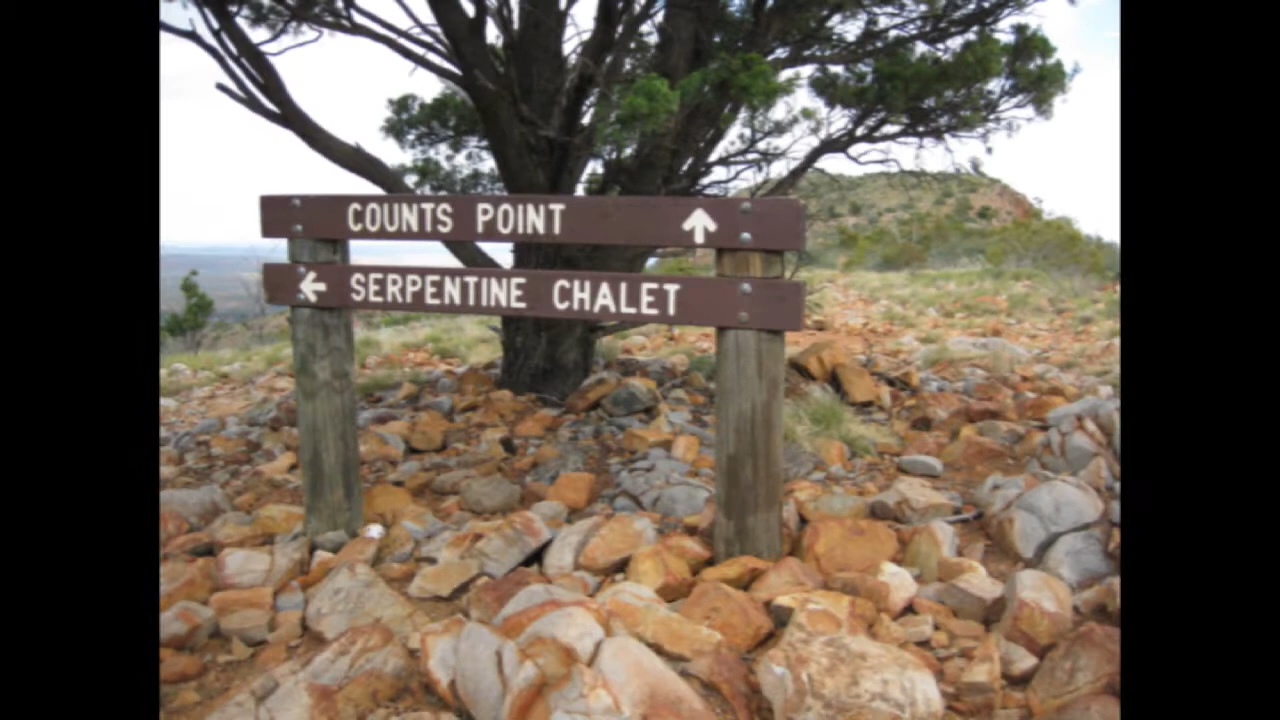 COUNTS POINT ↑
← SERPENTINE CHALET